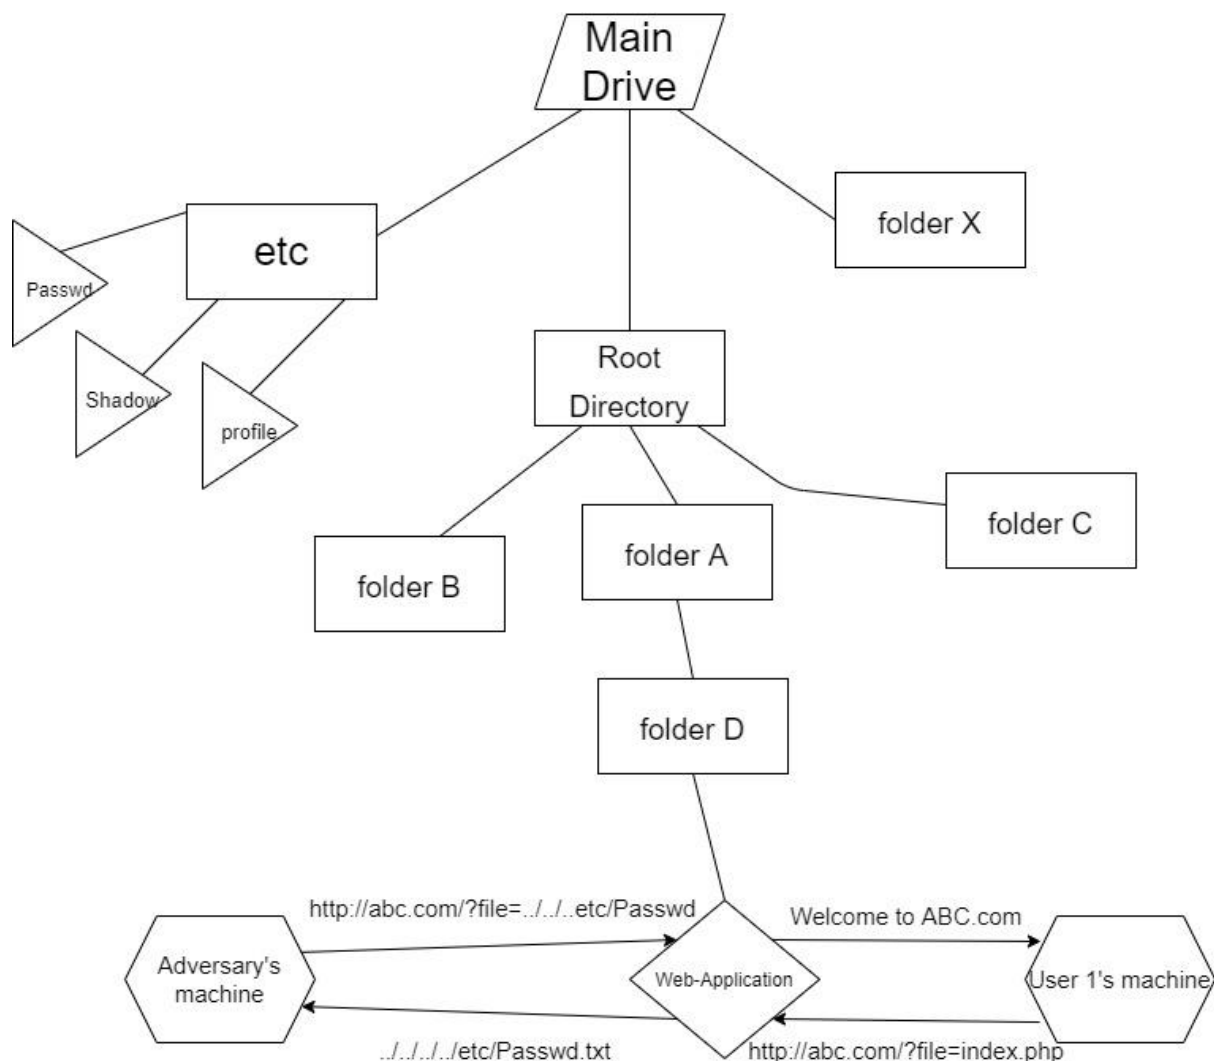 Main
Drive
folder X
etc
Passwd
Shadow
profile
Root
Directory
folder B
folder A
folder C
folder D
http://abc.com/?file=../../..etc/Passwd
Welcome to ABC.com
Adversary's
machine
Web-Application
User 1's machine
../../../../etc/Passwd.txt
http://abc.com/?file=index.php